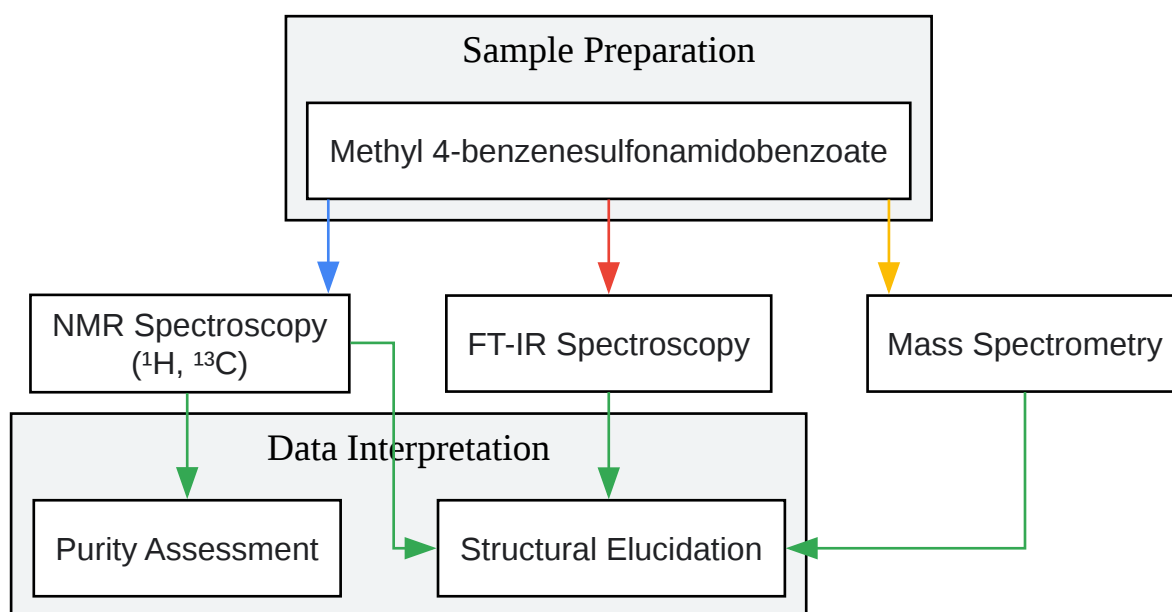 Sample Preparation
Methyl 4-benzenesulfonamidobenzoate
NMR Spectroscopy
(¹H, ¹³C)
FT-IR Spectroscopy
Mass Spectrometry
Data Interpretation
Purity Assessment
Structural Elucidation